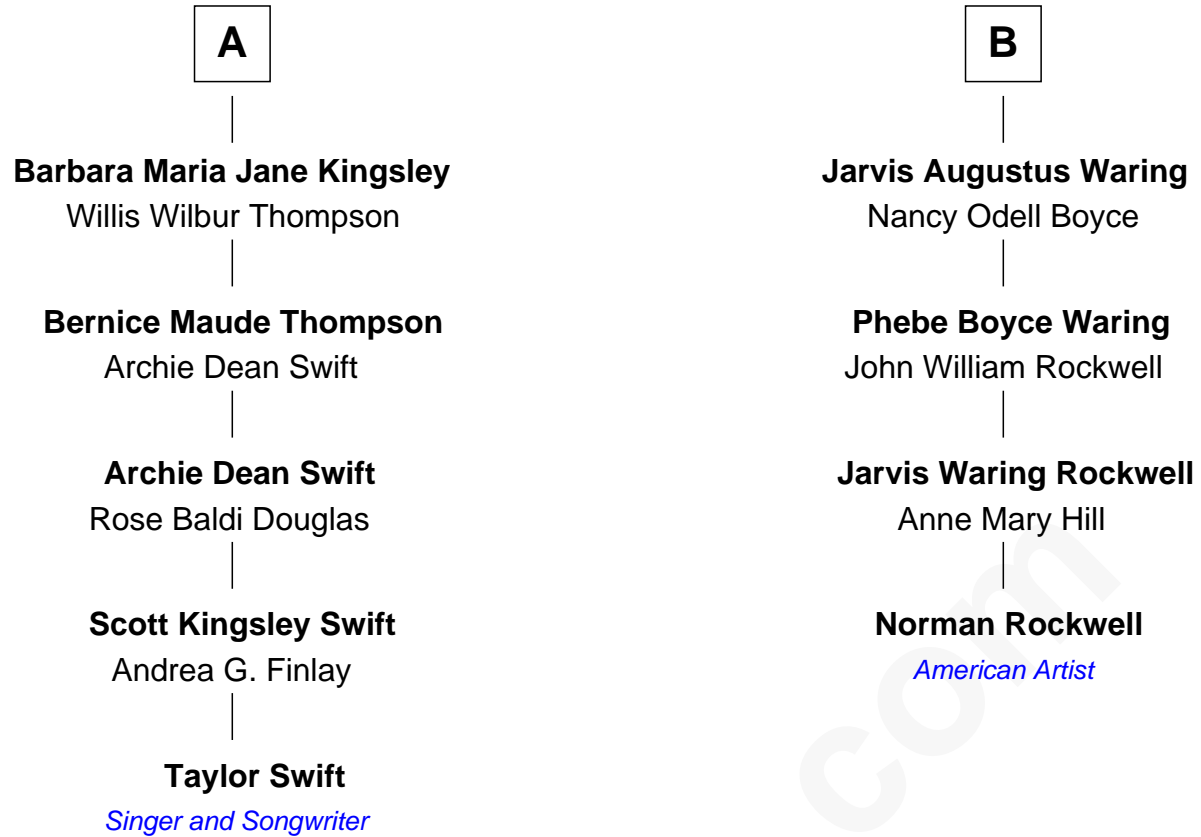 A
Barbara Maria Jane Kingsley
Willis Wilbur Thompson
Bernice Maude Thompson
Archie Dean Swift
Archie Dean Swift
Rose Baldi Douglas
Scott Kingsley Swift
Andrea G. Finlay
Taylor Swift
Singer and Songwriter
B
Jarvis Augustus Waring
Nancy Odell Boyce
Phebe Boyce Waring
John William Rockwell
Jarvis Waring Rockwell
Anne Mary Hill
Norman Rockwell
American Artist
com